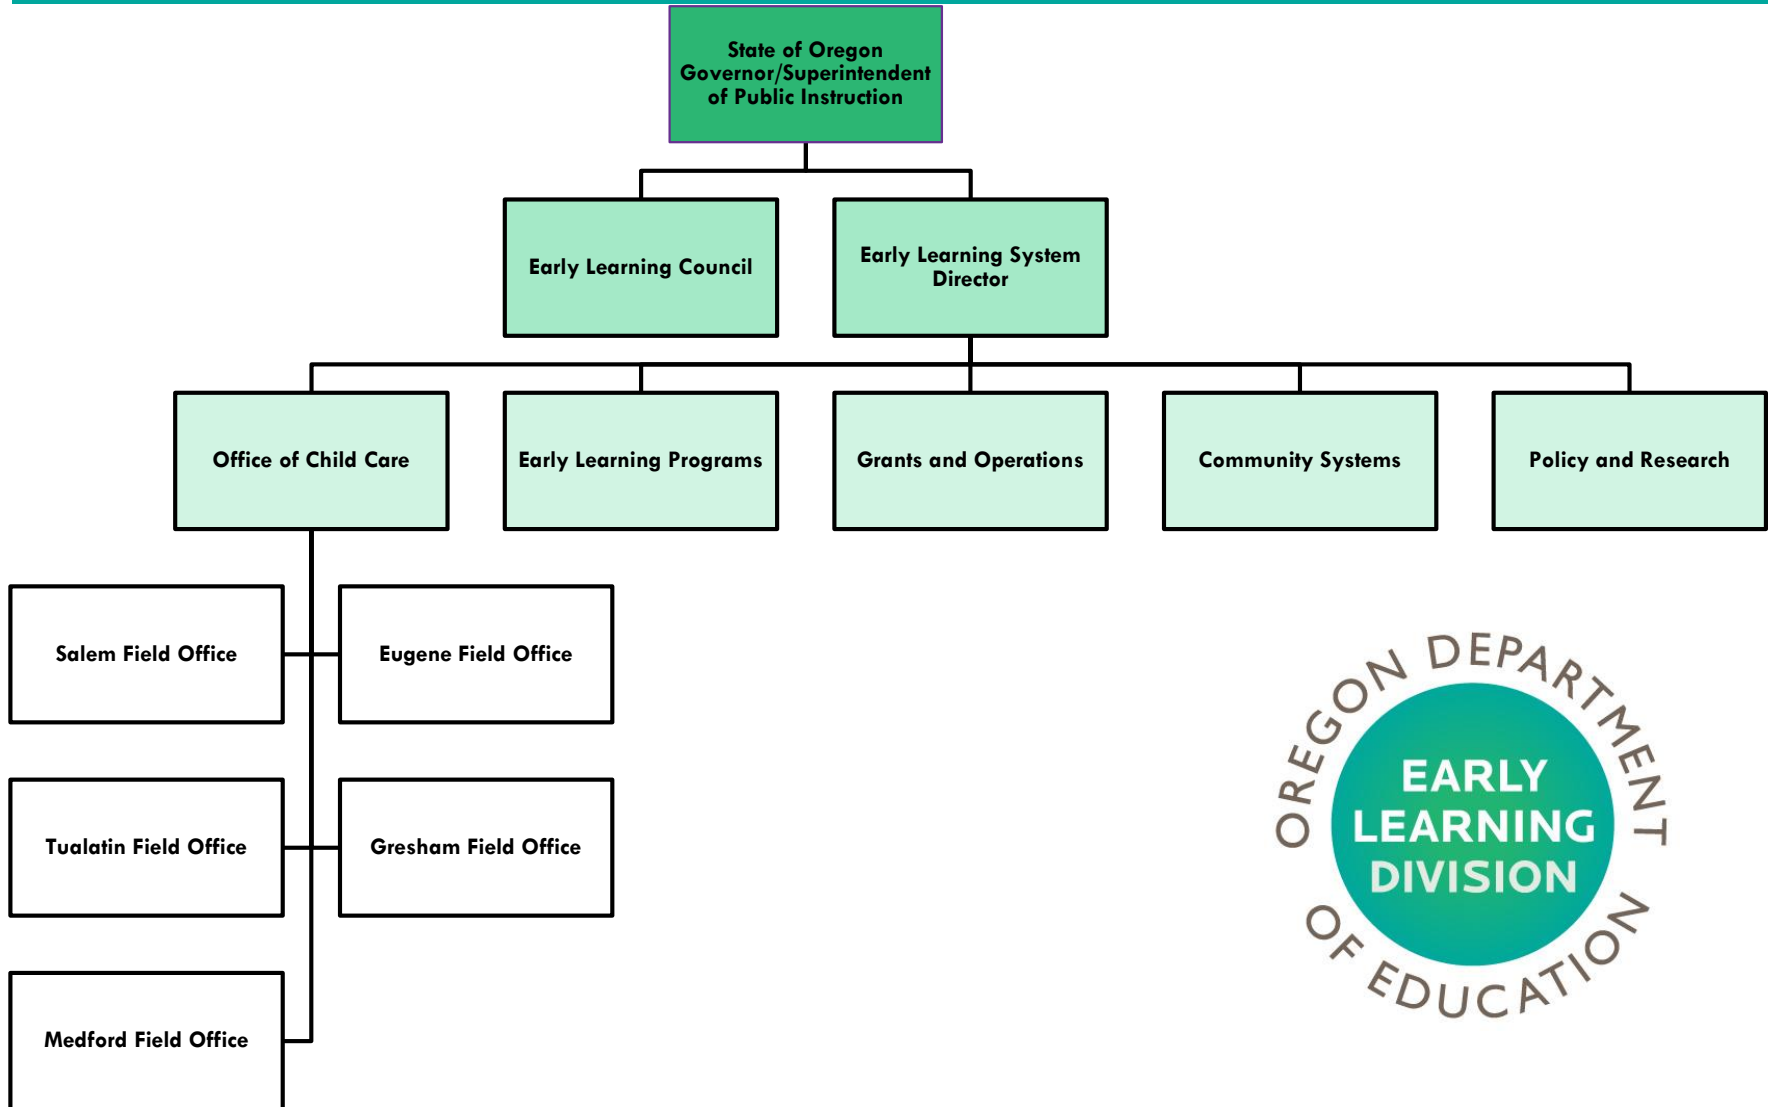 State of Oregon
Governor/Superintendent
of Public Instruction
Early Learning Council
Early Learning System
Director
Office of Child Care
Early Learning Programs
Grants and Operations
Community Systems
Policy and Research
Salem Field Office
Eugene Field Office
Tualatin Field Office
Gresham Field Office
Medford Field Office
OREGON DEPARTMENT
OF EDUCATION
EARLY
LEARNING
DIVISION